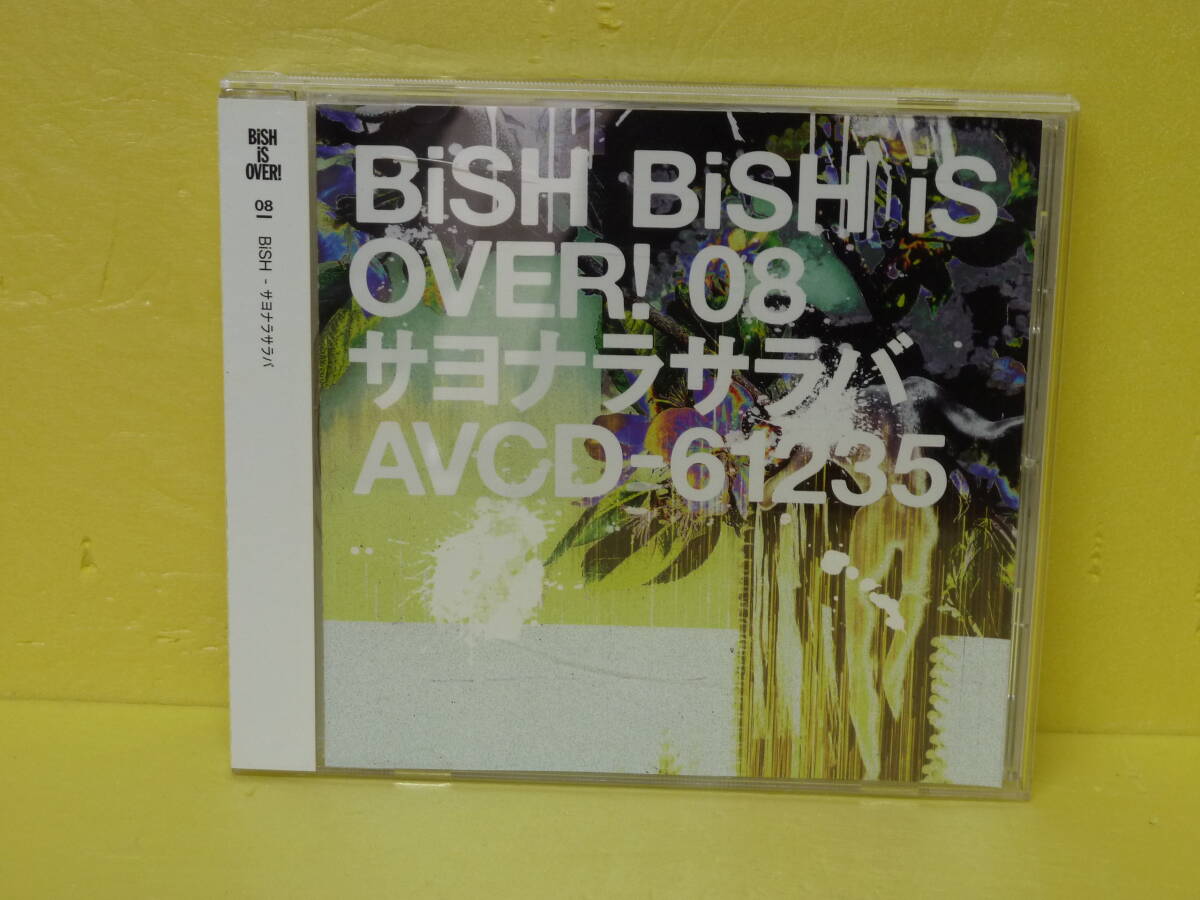 BiSH
iS
OVER!
08
BiSH - サヨナラサラバ
BiSH BiSH iS
OVER! 08
サヨナラサラバ
AVCD-61235